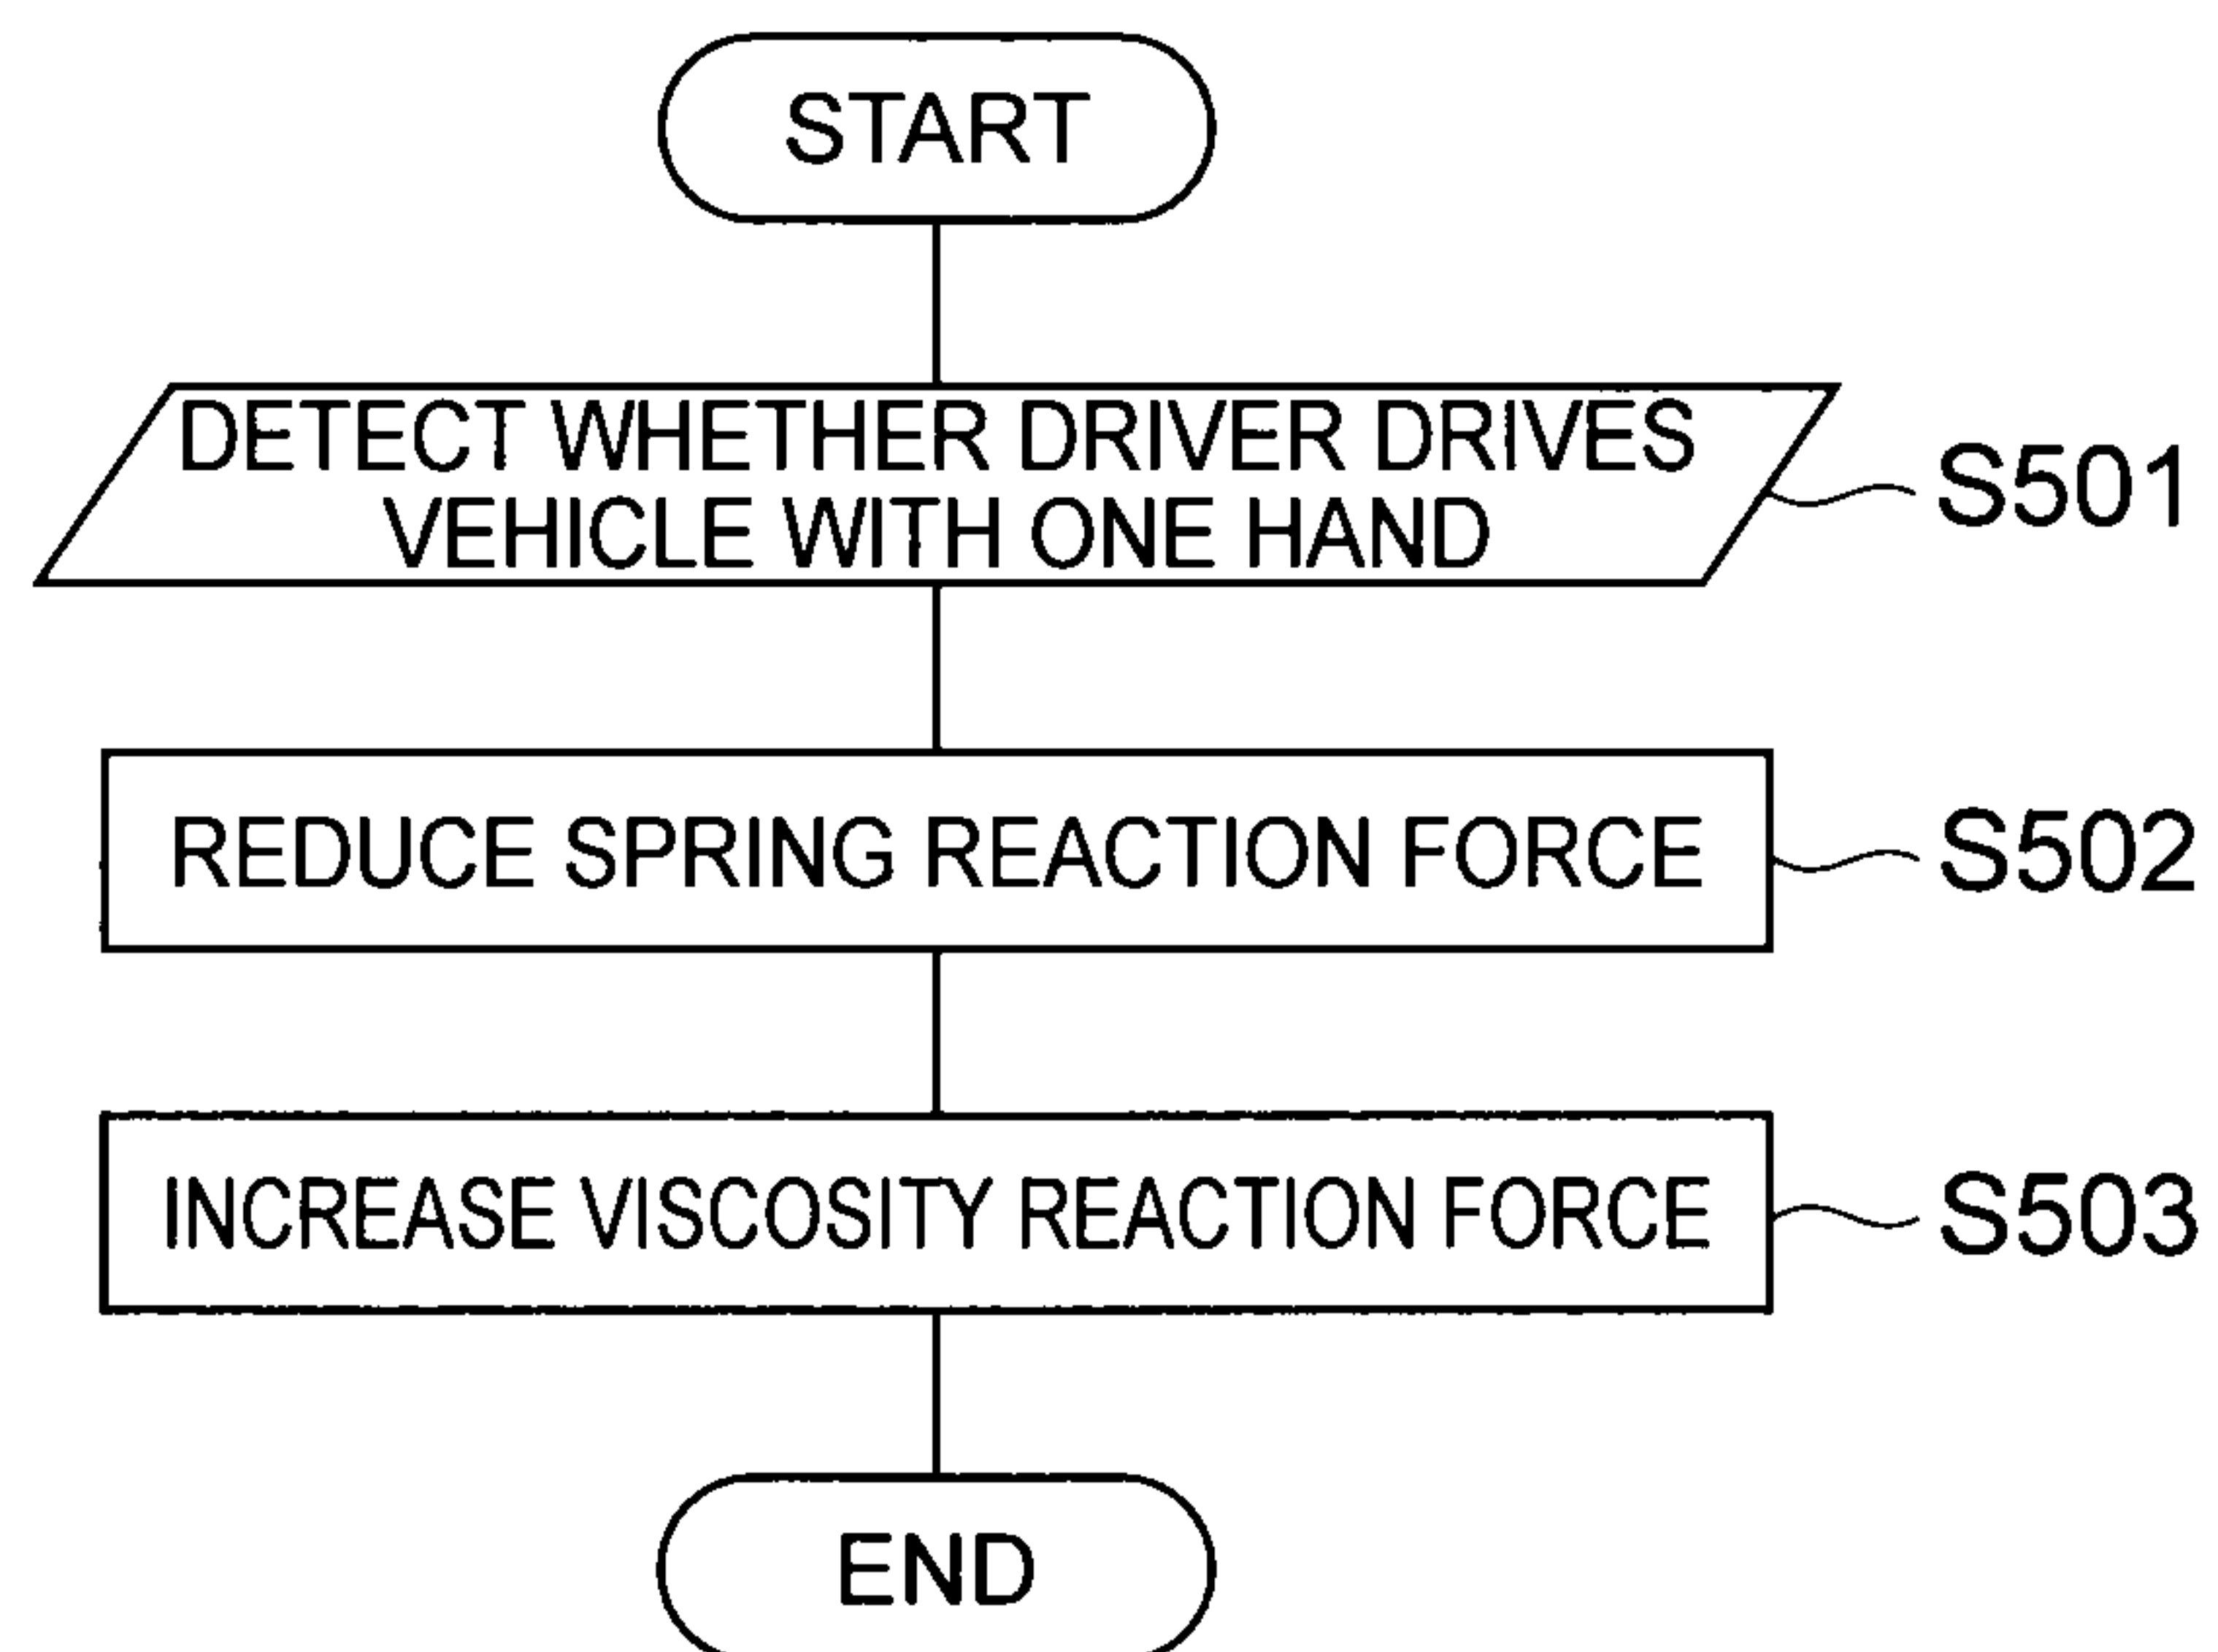 START
DETECT WHETHER DRIVER DRIVES
VEHICLE WITH ONE HAND
S501
REDUCE SPRING REACTION FORCE
S502
INCREASE VISCOSITY REACTION FORCE
S503
END